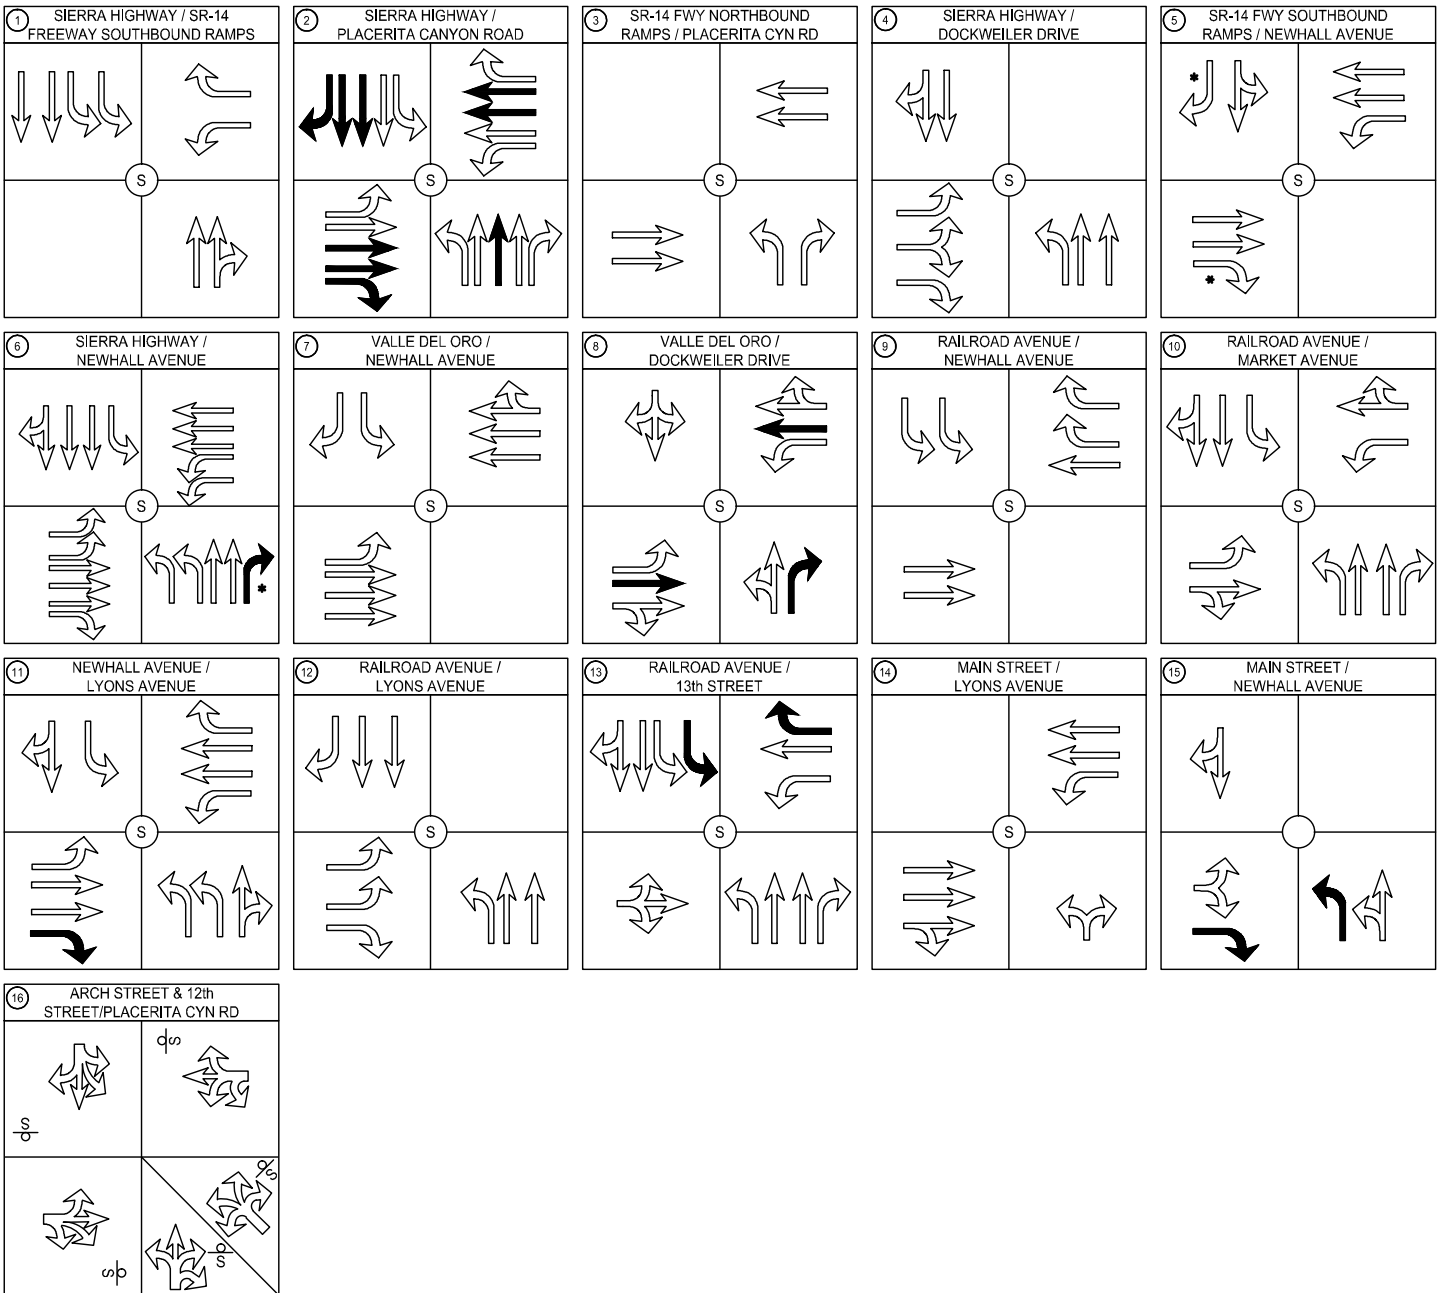 1
SIERRA HIGHWAY / SR-14
FREEWAY SOUTHBOUND RAMPS
S
2
SIERRA HIGHWAY /
PLACERITA CANYON ROAD
S
3
SR-14 FWY NORTHBOUND
RAMPS / PLACERITA CYN RD
S
4
SIERRA HIGHWAY /
DOCKWEILER DRIVE
S
5
SR-14 FWY SOUTHBOUND
RAMPS / NEWHALL AVENUE
*
S
*
6
SIERRA HIGHWAY /
NEWHALL AVENUE
S
*
7
VALLE DEL ORO /
NEWHALL AVENUE
S
8
VALLE DEL ORO /
DOCKWEILER DRIVE
S
9
RAILROAD AVENUE /
NEWHALL AVENUE
S
10
RAILROAD AVENUE /
MARKET AVENUE
S
11
NEWHALL AVENUE /
LYONS AVENUE
S
12
RAILROAD AVENUE /
LYONS AVENUE
S
13
RAILROAD AVENUE /
13th STREET
S
14
MAIN STREET /
LYONS AVENUE
S
15
MAIN STREET /
NEWHALL AVENUE
16
ARCH STREET & 12th
STREET/PLACERITA CYN RD
S
S
S
S
S